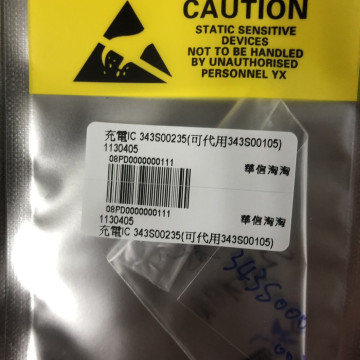 CAUTION
STATIC SENSITIVE
DEVICES
NOT TO BE HANDLED
BY UNAUTHORISED
PERSONNEL YX
充電IC 343S00235(可代用343S00105)
1130405
08PD0000000111
華信淘淘
08PD0000000111
華信淘淘
1130405
充電IC 343S00235(可代用343S00105)
343S000